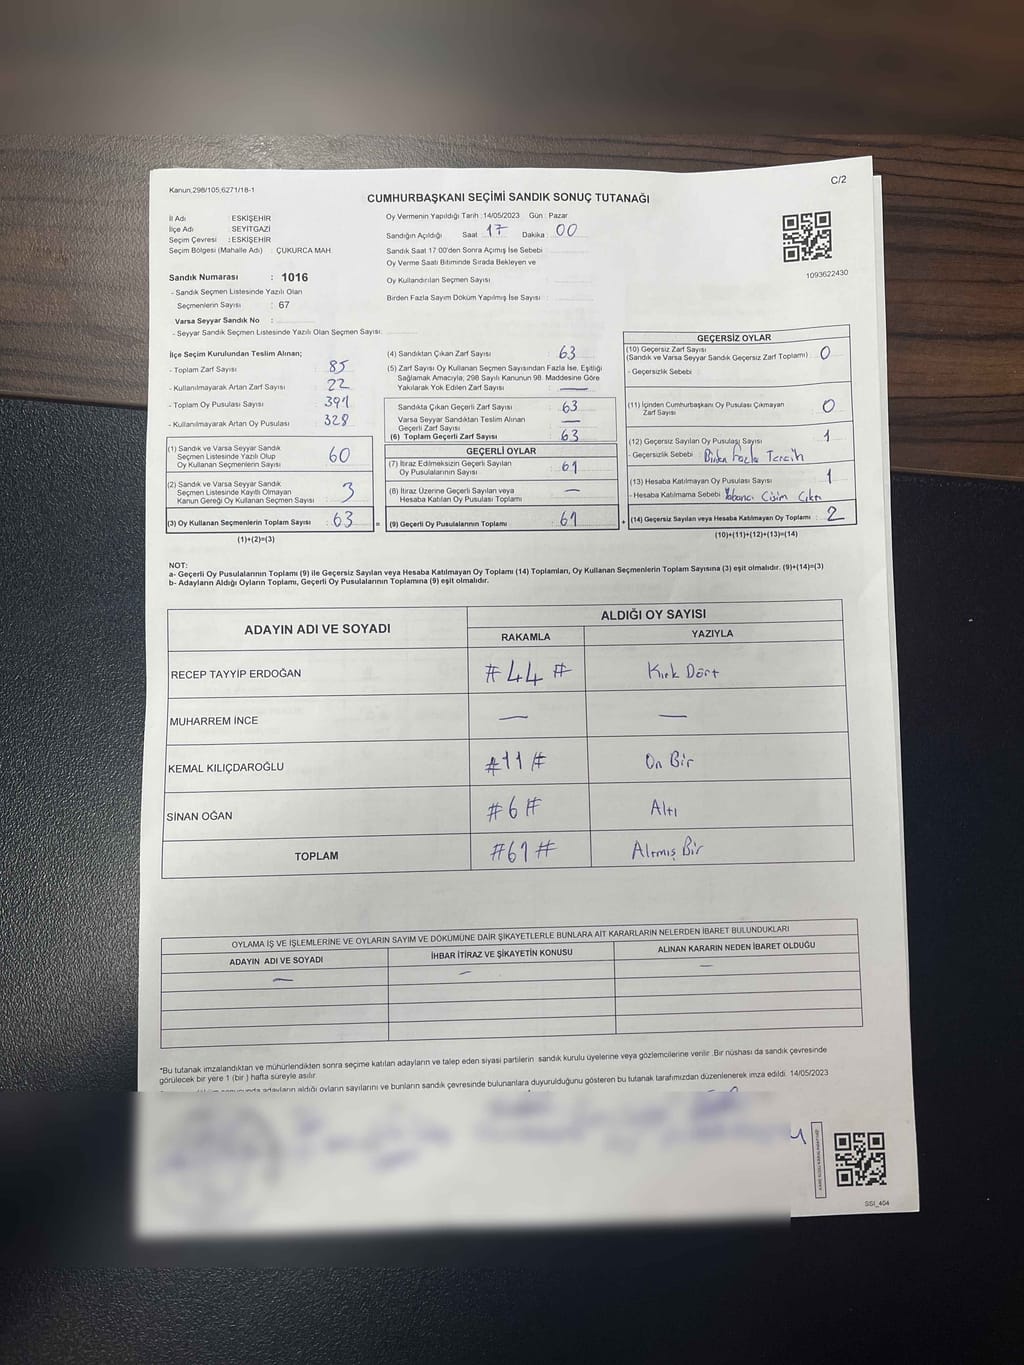 Kanun,298/105,6271/18-1
C/2
CUMHURBAŞKANI SEÇİMİ SANDIK SONUÇ TUTANAĞI
İl Adı : ESKİŞEHİR
İlçe Adı : SEYİTGAZİ
Seçim Çevresi : ESKİŞEHİR
Seçim Bölgesi (Mahalle Adı) : ÇUKURCA MAH.
Sandık Numarası : 1016
- Sandık Seçmen Listesinde Yazılı Olan
Seçmenlerin Sayısı : 67
Varsa Seyyar Sandık No :
- Seyyar Sandık Seçmen Listesinde Yazılı Olan Seçmen Sayısı:
Oy Vermenin Yapıldığı Tarih :14/05/2023 Gün : Pazar
Sandığın Açıldığı Saat : 17 Dakika : 00
Sandık Saat 17.00'den Sonra Açımış İse Sebebi :
Oy Verme Saati Bitiminde Sırada Bekleyen ve
Oy Kullandırılan Seçmen Sayısı :
Birden Fazla Sayım Döküm Yapılmış İse Sayısı :
1093622430
İlçe Seçim Kurulundan Teslim Alınan;
- Toplam Zarf Sayısı : 85
- Kullanılmayarak Artan Zarf Sayısı : 22
- Toplam Oy Pusulası Sayısı : 391
- Kullanılmayarak Artan Oy Pusulası : 328
(1) Sandık ve Varsa Seyyar Sandık
Seçmen Listesinde Yazılı Olup
Oy Kullanan Seçmenlerin Sayısı : 60
(2) Sandık ve Varsa Seyyar Sandık
Seçmen Listesinde Kayıtlı Olmayan
Kanun Gereği Oy Kullanan Seçmen Sayısı : 3
(3) Oy Kullanan Seçmenlerin Toplam Sayısı : 63 =
(1)+(2)=(3)
(4) Sandıktan Çıkan Zarf Sayısı : 63
(5) Zarf Sayısı Oy Kullanan Seçmen Sayısından Fazla İse, Eşitliği
Sağlamak Amacıyla; 298 Sayılı Kanunun 98. Maddesine Göre
Yakılarak Yok Edilen Zarf Sayısı : —
Sandıkta Çıkan Geçerli Zarf Sayısı : 63
Varsa Seyyar Sandıktan Teslim Alınan
Geçerli Zarf Sayısı : —
(6) Toplam Geçerli Zarf Sayısı : 63
GEÇERLİ OYLAR
(7) İtiraz Edilmeksizin Geçerli Sayılan
Oy Pusulalarının Sayısı : 61
(8) İtiraz Üzerine Geçerli Sayılan veya
Hesaba Katılan Oy Pusulası Toplamı : —
(9) Geçerli Oy Pusulalarının Toplamı : 61 +
GEÇERSİZ OYLAR
(10) Geçersiz Zarf Sayısı
(Sandık ve Varsa Seyyar Sandık Geçersiz Zarf Toplamı) : 0
- Geçersizlik Sebebi :
(11) İçinden Cumhurbaşkanı Oy Pusulası Çıkmayan
Zarf Sayısı : 0
(12) Geçersiz Sayılan Oy Pusulası Sayısı : 1
- Geçersizlik Sebebi : Birden Fazla Tercih
(13) Hesaba Katılmayan Oy Pusulası Sayısı : 1
- Hesaba Katılmama Sebebi : Yabancı Cisim Çıktı
(14) Geçersiz Sayılan veya Hesaba Katılmayan Oy Toplamı : 2
(10)+(11)+(12)+(13)=(14)
NOT:
a- Geçerli Oy Pusulalarının Toplamı (9) ile Geçersiz Sayılan veya Hesaba Katılmayan Oy Toplamı (14) Toplamları, Oy Kullanan Seçmenlerin Toplam Sayısına (3) eşit olmalıdır. (9)+(14)=(3)
b- Adayların Aldığı Oyların Toplamı, Geçerli Oy Pusulalarının Toplamına (9) eşit olmalıdır.
ADAYIN ADI VE SOYADI
ALDIĞI OY SAYISI
RAKAMLA YAZIYLA
RECEP TAYYİP ERDOĞAN #44# Kırk Dört
MUHARREM İNCE — —
KEMAL KILIÇDAROĞLU #11# On Bir
SİNAN OĞAN #6# Altı
TOPLAM #61# Altmış Bir
OYLAMA İŞ VE İŞLEMLERİNE VE OYLARIN SAYIM VE DÖKÜMÜNE DAİR ŞİKAYETLERLE BUNLARA AİT KARARLARIN NELERDEN İBARET BULUNDUKLARI
ADAYIN ADI VE SOYADI İHBAR İTİRAZ VE ŞİKAYETİN KONUSU ALINAN KARARIN NEDEN İBARET OLDUĞU
— — —
*Bu tutanak imzalandıktan ve mühürlendikten sonra seçime katılan adayların ve talep eden siyasi partilerin sandık kurulu üyelerine veya gözlemcilerine verilir .Bir nüshası da sandık çevresinde
görülecek bir yere 1 (bir ) hafta süreyle asılır.
adayların aldığı oyların sayılarını ve bunların sandık çevresinde bulunanlara duyurulduğunu gösteren bu tutanak tarafımızdan düzenlenerek imza edildi. 14/05/2023
SSI_404